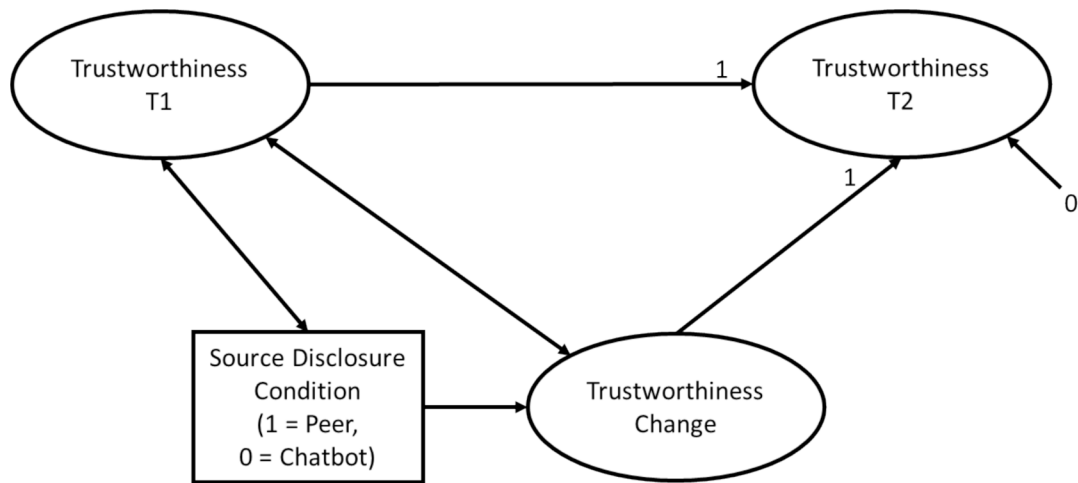 Trustworthiness
T1
1
Trustworthiness
T2
1
0
Source Disclosure
Condition
(1 = Peer,
0 = Chatbot)
Trustworthiness
Change